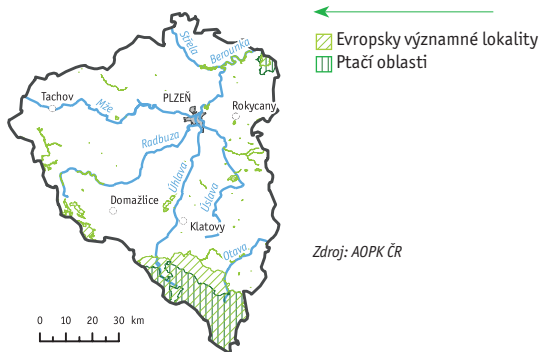 Evropsky významné lokality
Ptačí oblasti
Střela
Berounka
Tachov
Mže
PLZEŇ
Rokycany
Radbuza
Úhlava
Úslava
Domažlice
Klatovy
Otava
Zdroj: AOPK ČR
0 10 20 30 km